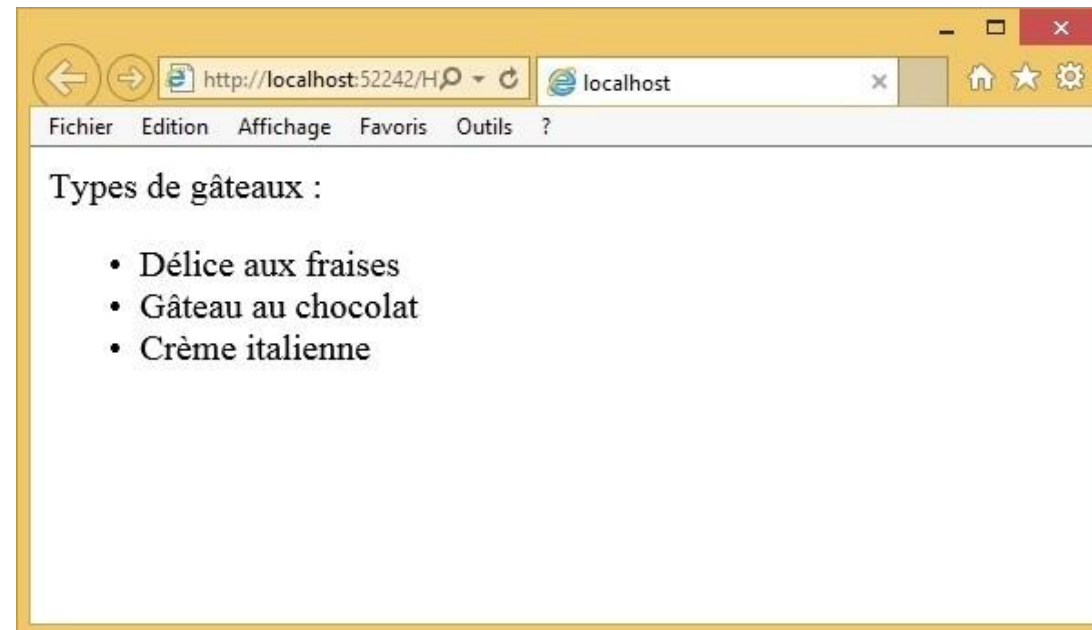 http://localhost:52242/H
localhost
Fichier Edition Affichage Favoris Outils ?
Types de gâteaux :
• Délice aux fraises
• Gâteau au chocolat
• Crème italienne